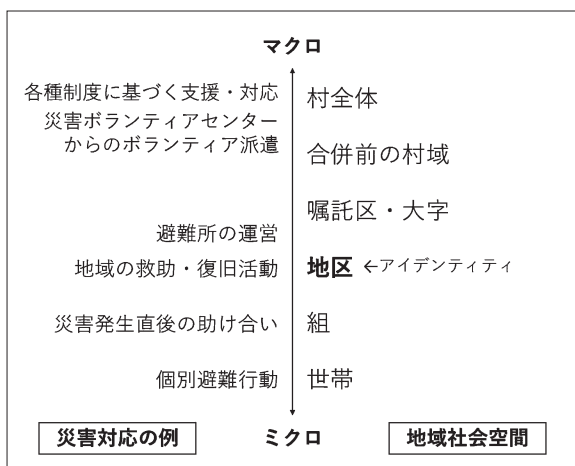 マクロ
各種制度に基づく支援・対応
災害ボランティアセンター
からのボランティア派遣
避難所の運営
地域の救助・復旧活動
災害発生直後の助け合い
個別避難行動
村全体
合併前の村域
嘱託区・大字
地区 ←アイデンティティ
組
世帯
災害対応の例
ミクロ
地域社会空間